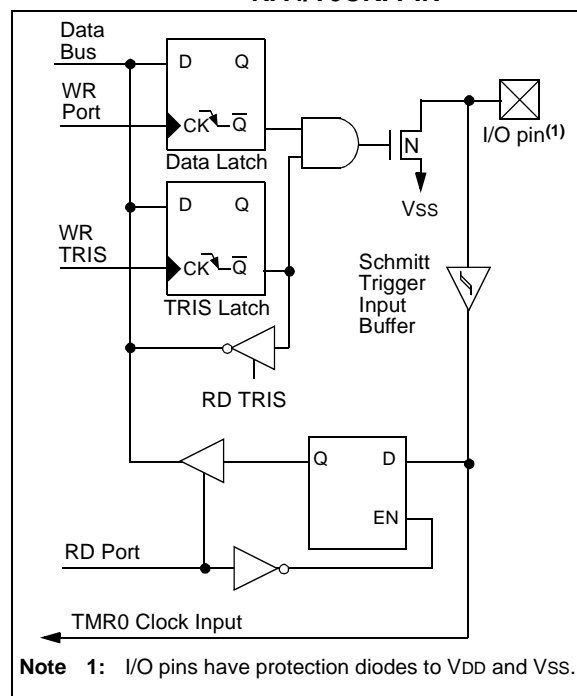 Data
Bus
D Q
WR
Port
CK Q
Data Latch
I/O pin(1)
N
VSS
D Q
WR
TRIS
CK Q
TRIS Latch
Schmitt
Trigger
Input
Buffer
RD TRIS
Q D
EN
RD Port
TMR0 Clock Input
Note 1: I/O pins have protection diodes to VDD and VSS.